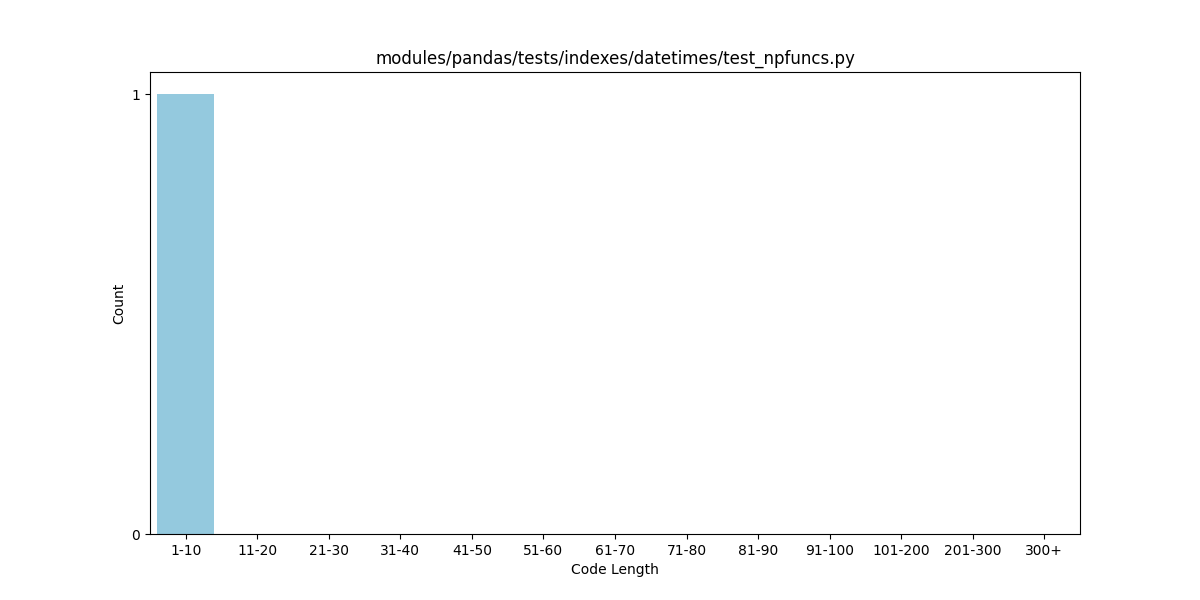 modules/pandas/tests/indexes/datetimes/test_npfuncs.py
1
Count
0
1-10 11-20 21-30 31-40 41-50 51-60 61-70 71-80 81-90 91-100 101-200 201-300 300+
Code Length